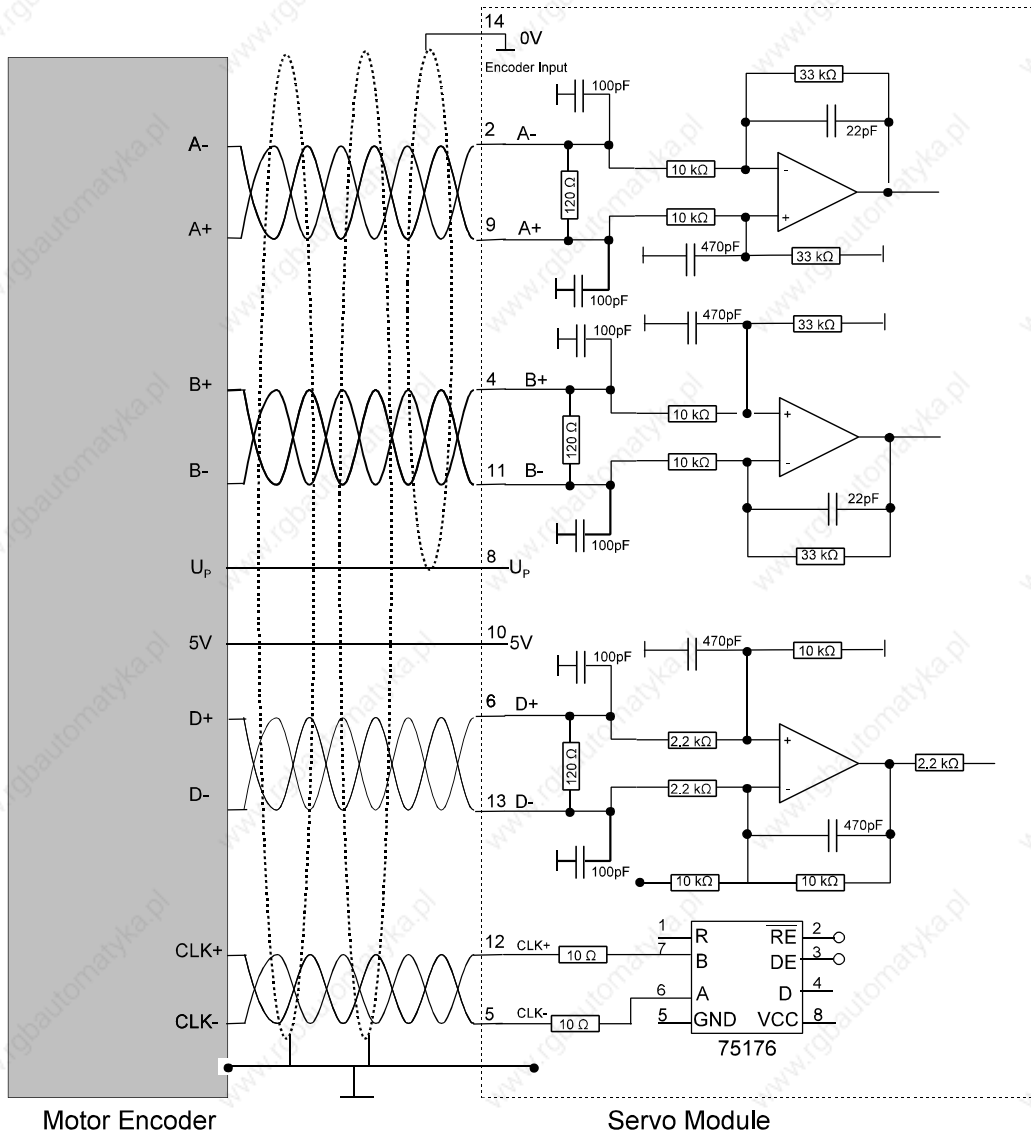 14
0V
Encoder Input
100pF
33 kΩ
22pF
A-
2
A-
10 kΩ
-
120 Ω
A+
9
A+
10 kΩ
+
470pF
33 kΩ
100pF
100pF
470pF
33 kΩ
B+
4
B+
10 kΩ
+
120 Ω
B-
11
B-
10 kΩ
-
22pF
100pF
33 kΩ
UP
8
UP
5V
10
5V
100pF
470pF
10 kΩ
D+
6
D+
2.2 kΩ
+
120 Ω
2.2 kΩ
D-
13
D-
2.2 kΩ
-
470pF
100pF
10 kΩ
10 kΩ
CLK+
12
CLK+
10 Ω
1
R
RE
2
7
B
DE
3
6
A
D
4
CLK-
5
CLK-
10 Ω
5
GND
VCC
8
75176
Motor Encoder
Servo Module
www.rgbautomatyka.pl